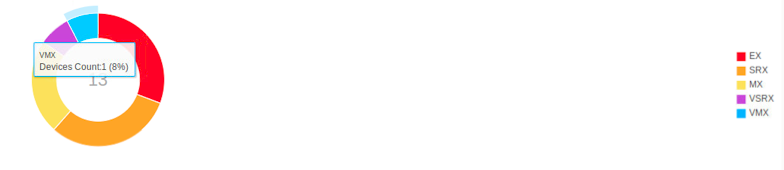 VMX
Devices Count:1 (8%)
13
EX
SRX
MX
VSRX
VMX